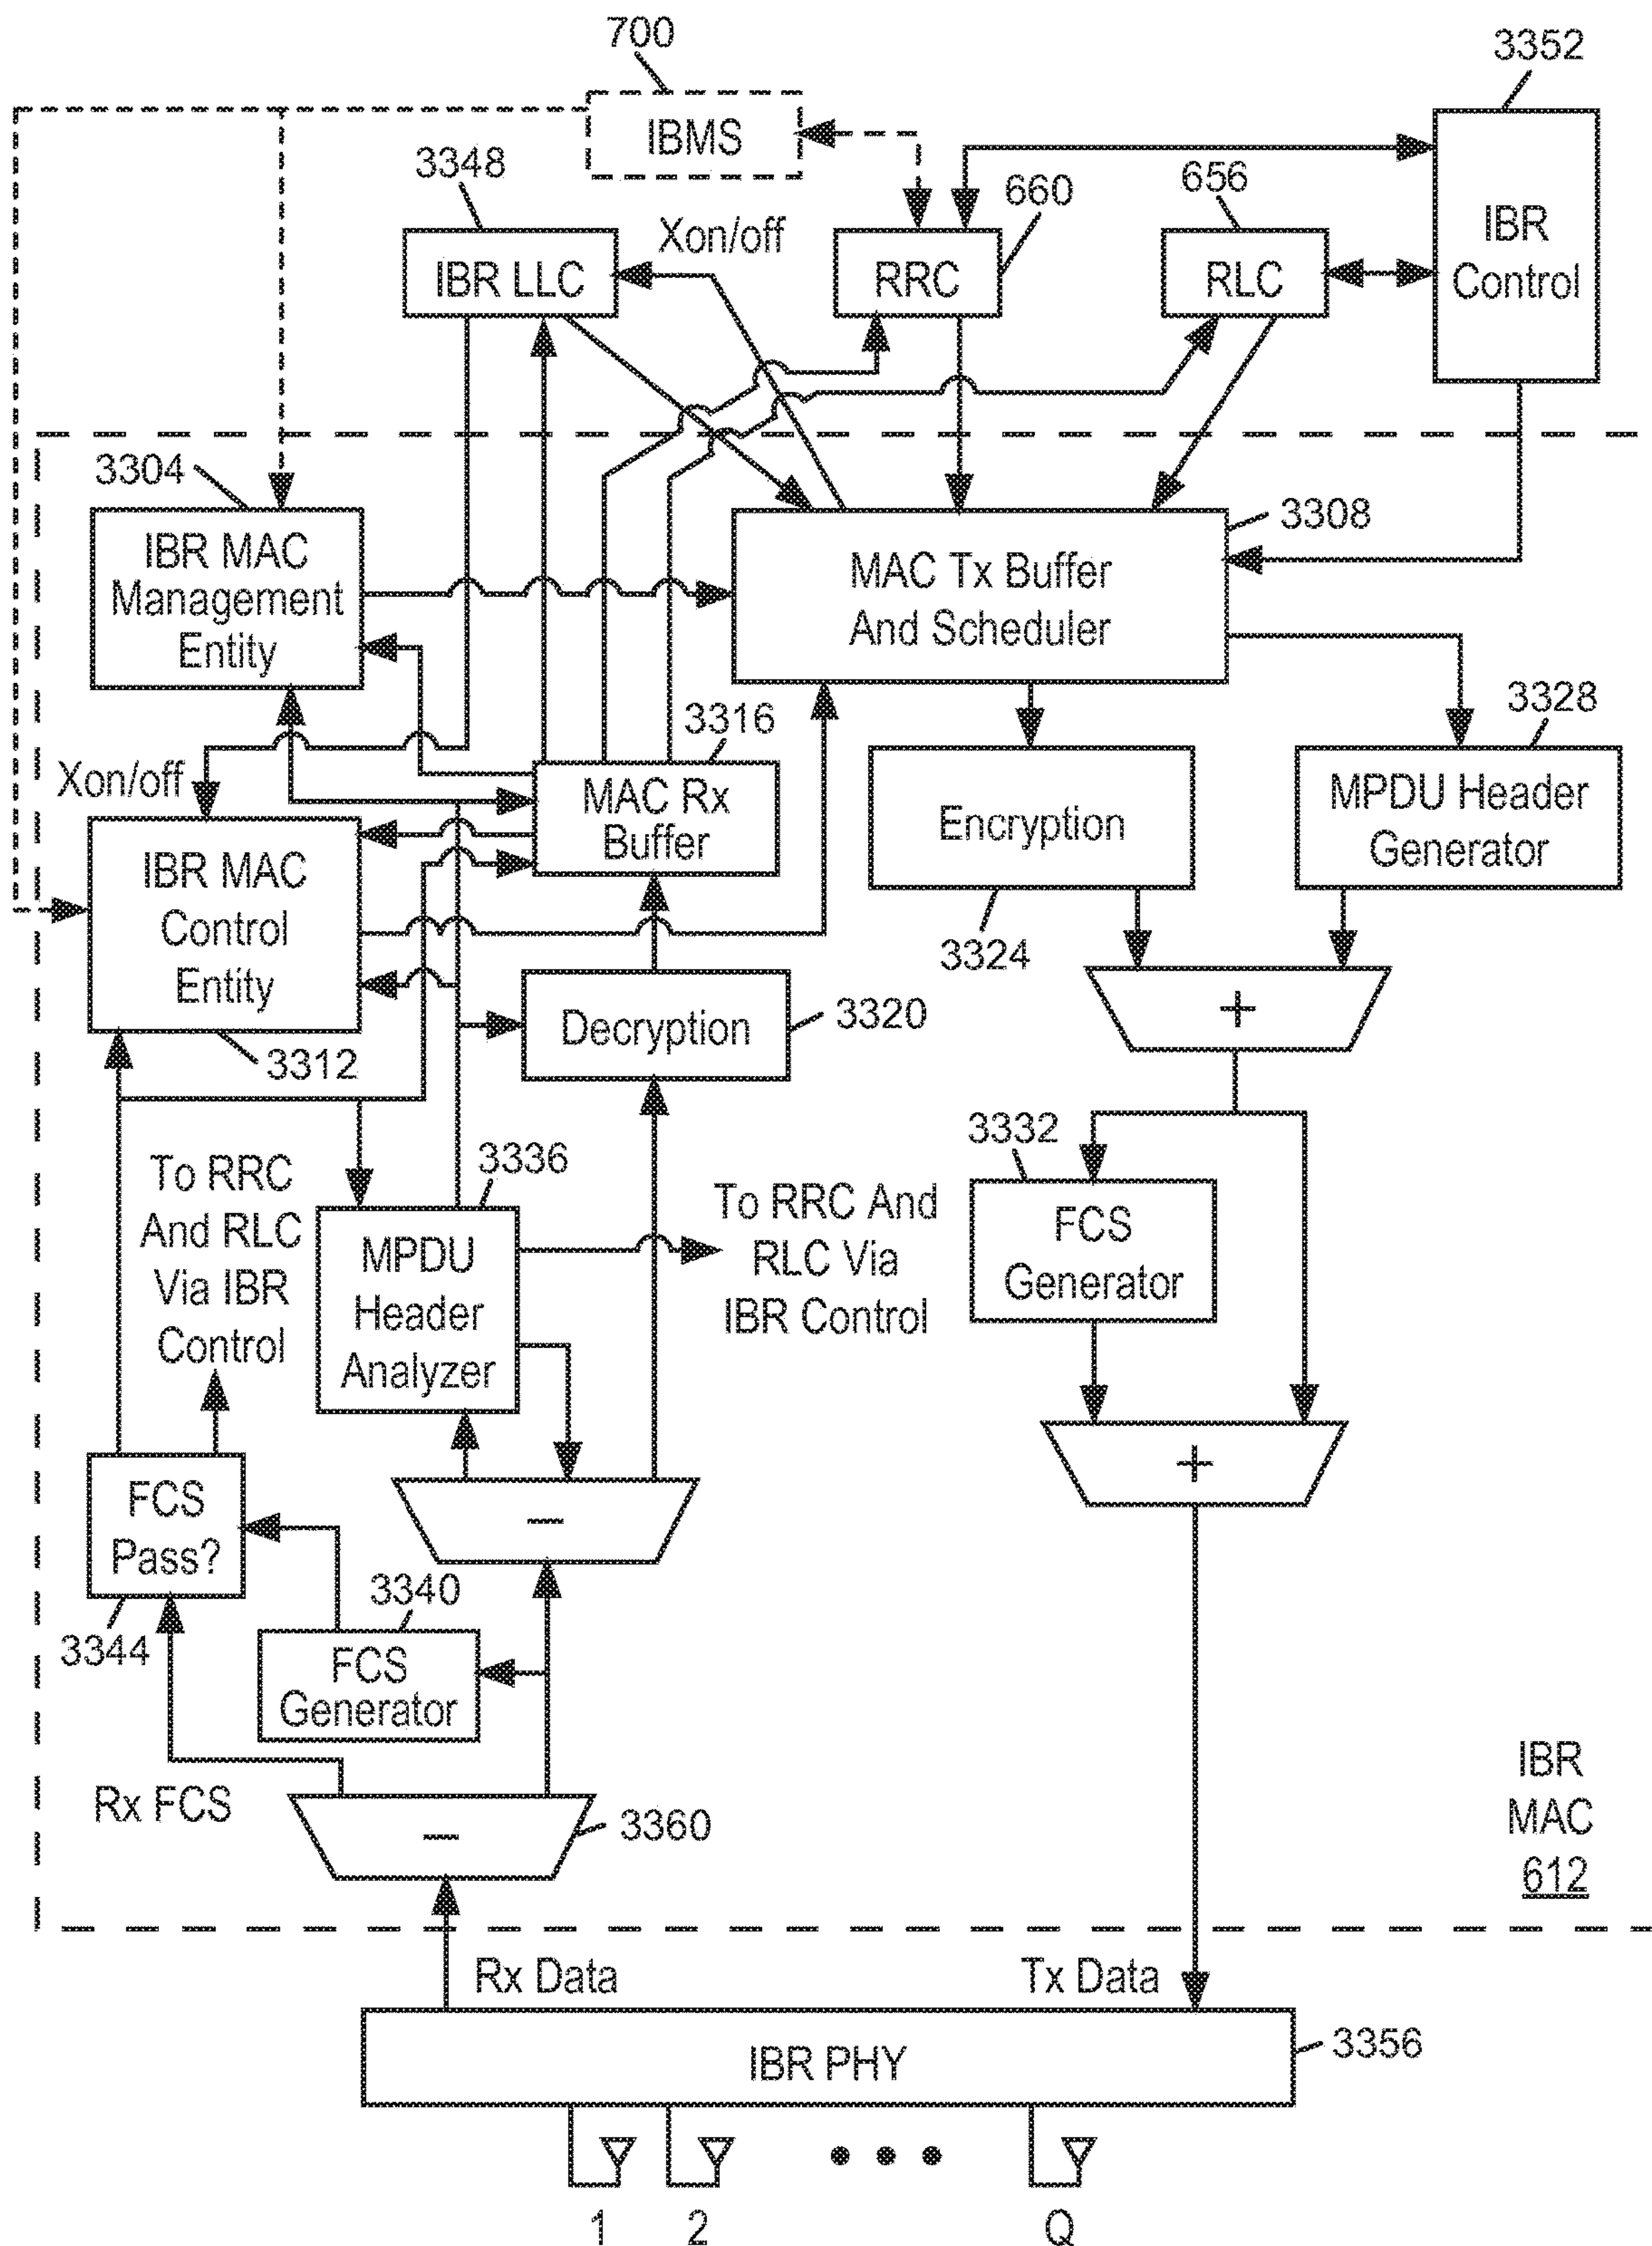 700
3352
IBMS
3348
656
660
Xon/off
IBR
Control
IBR LLC
RRC
RLC
3304
3308
IBR MAC
Management
Entity
MAC Tx Buffer
And Scheduler
3316
3328
Xon/off
MAC Rx
Buffer
Encryption
MPDU Header
Generator
IBR MAC
Control
Entity
3324
3320
Decryption
+
3312
3332
To RRC
And RLC
Via IBR
Control
3336
To RRC And
RLC Via
IBR Control
MPDU
Header
Analyzer
FCS
Generator
+
FCS
Pass?
−
3340
3344
FCS
Generator
Rx FCS
−
3360
IBR
MAC
612
Rx Data
Tx Data
IBR PHY
3356
1
2
Q